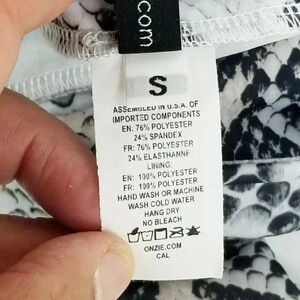 .com
S
ASSEMBLED IN U.S.A. OF
IMPORTED COMPONENTS
EN: 76% POLYESTER
24% SPANDEX
FR: 76% POLYESTER
24% ELASTHANNE
LINING:
EN: 100% POLYESTER
FR: 100% POLYESTER
HAND WASH OR MACHINE
WASH COLD WATER
HANG DRY
NO BLEACH
ONZIE.COM
CAL